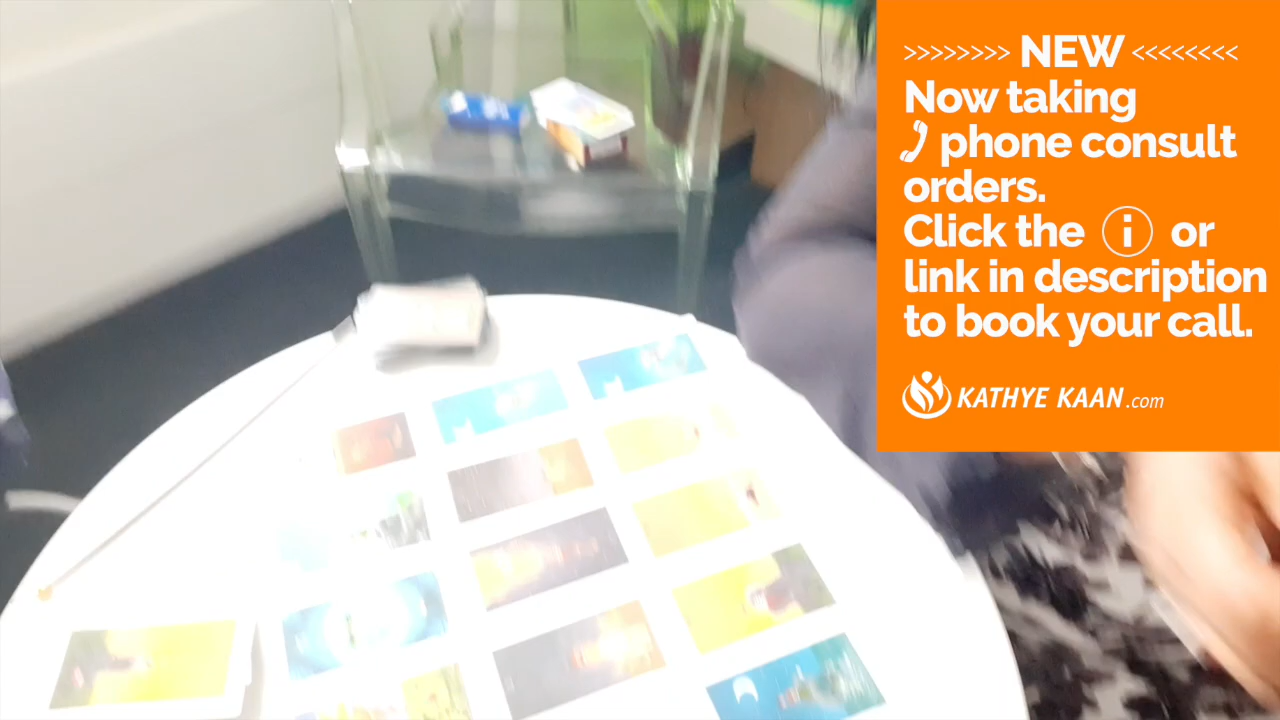 >>>>>>>> NEW <<<<<<<<
Now taking
phone consult
orders.
Click the i or
link in description
to book your call.
KATHYE KAAN.com